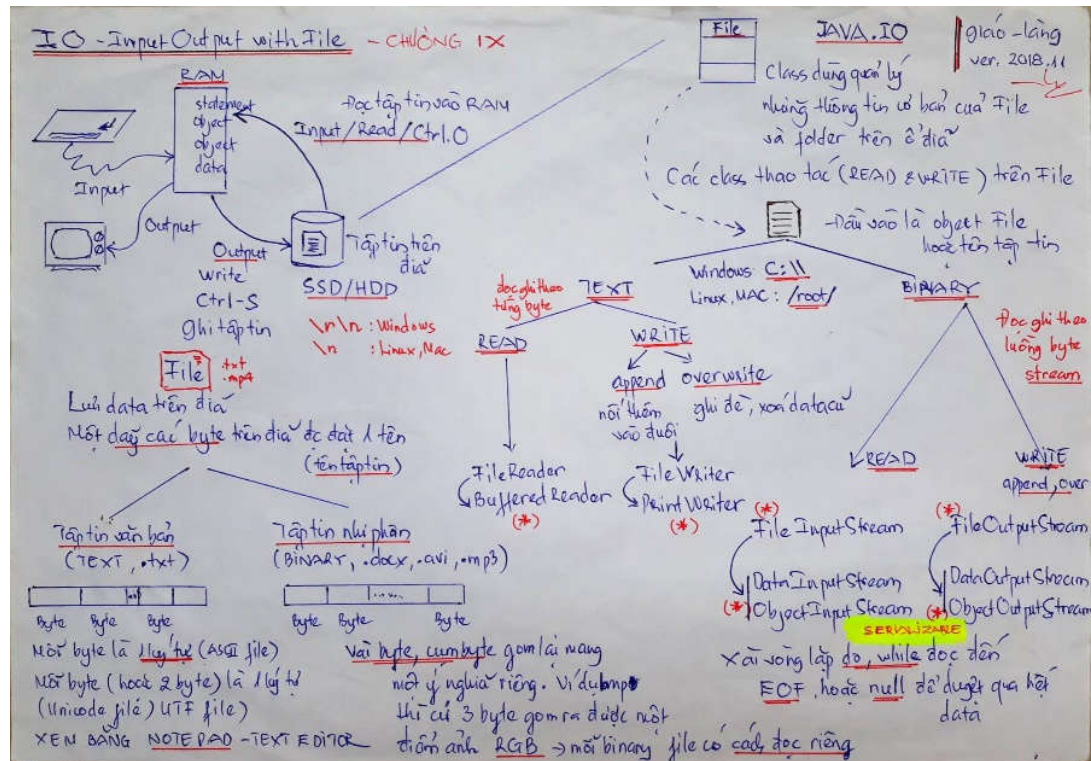 IO - Input Output with File - CHƯƠNG IX
RAM
statement
object
object
data
Input
Output
Đọc tập tin vào RAM
Input/Read/Ctrl.O
Output
Write
Ctrl-S
ghi tập tin
Tập tin trên
đĩa
SSD/HDD
\r\n : Windows
\n : Linux, Mac
File .txt
.mp4
Lưu data trên đĩa
Một dãy các byte trên đĩa đc đặt 1 tên
(tên tập tin)
Tập tin văn bản
(TEXT, .txt)
Byte Byte Byte
Mỗi byte là 1 ký tự (ASCII file)
Mỗi byte (hoặc 2 byte) là 1 ký tự
(Unicode file) UTF file)
XEM BẰNG NOTEPAD - TEXT EDITOR
Tập tin nhị phân
(BINARY, .docx, .avi, .mp3)
Byte Byte Byte
Vài byte, cụm byte gom lại mang
một ý nghĩa riêng. Ví dụ bmp
thì cứ 3 byte gom ra được một
điểm ảnh RGB → mỗi binary file có cách đọc riêng
File
JAVA.IO
giáo-làng
ver. 2018.11
Class dùng quản lý
những thông tin cơ bản của File
và folder trên ổ đĩa
Các class thao tác (READ & WRITE) trên File
- Đầu vào là object File
hoặc tên tập-tin
Windows C:\\
Linux, MAC : /root/
đọc ghi theo
từng byte
TEXT
READ
WRITE
append overwrite
nối thêm
vào đuôi
ghi đè, xoá data cũ
FileReader
BufferedReader
(*)
FileWriter
PrintWriter
(*)
BINARY
Đọc ghi theo
luồng byte
stream
READ
WRITE
append, over
(*)
FileInputStream
DataInputStream
(*) ObjectInputStream
(*)
FileOutputStream
DataOutputStream
(*) ObjectOutputStream
SERIALIZABLE
Xài vòng lặp do, while đọc đến
EOF, hoặc null để duyệt qua hết
data